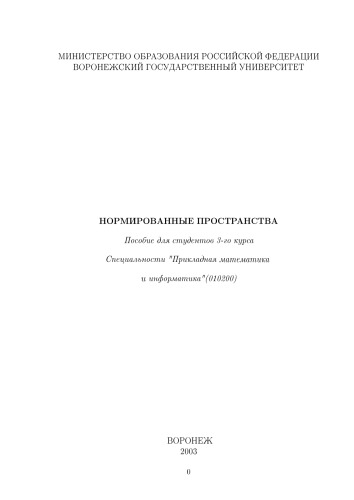 МИНИСТЕРСТВО ОБРАЗОВАНИЯ РОССИЙСКОЙ ФЕДЕРАЦИИ
ВОРОНЕЖСКИЙ ГОСУДАРСТВЕННЫЙ УНИВЕРСИТЕТ
НОРМИРОВАННЫЕ ПРОСТРАНСТВА
Пособие для студентов 3-го курса
Специальности "Прикладная математика
и информатика"(010200)
ВОРОНЕЖ
2003
0